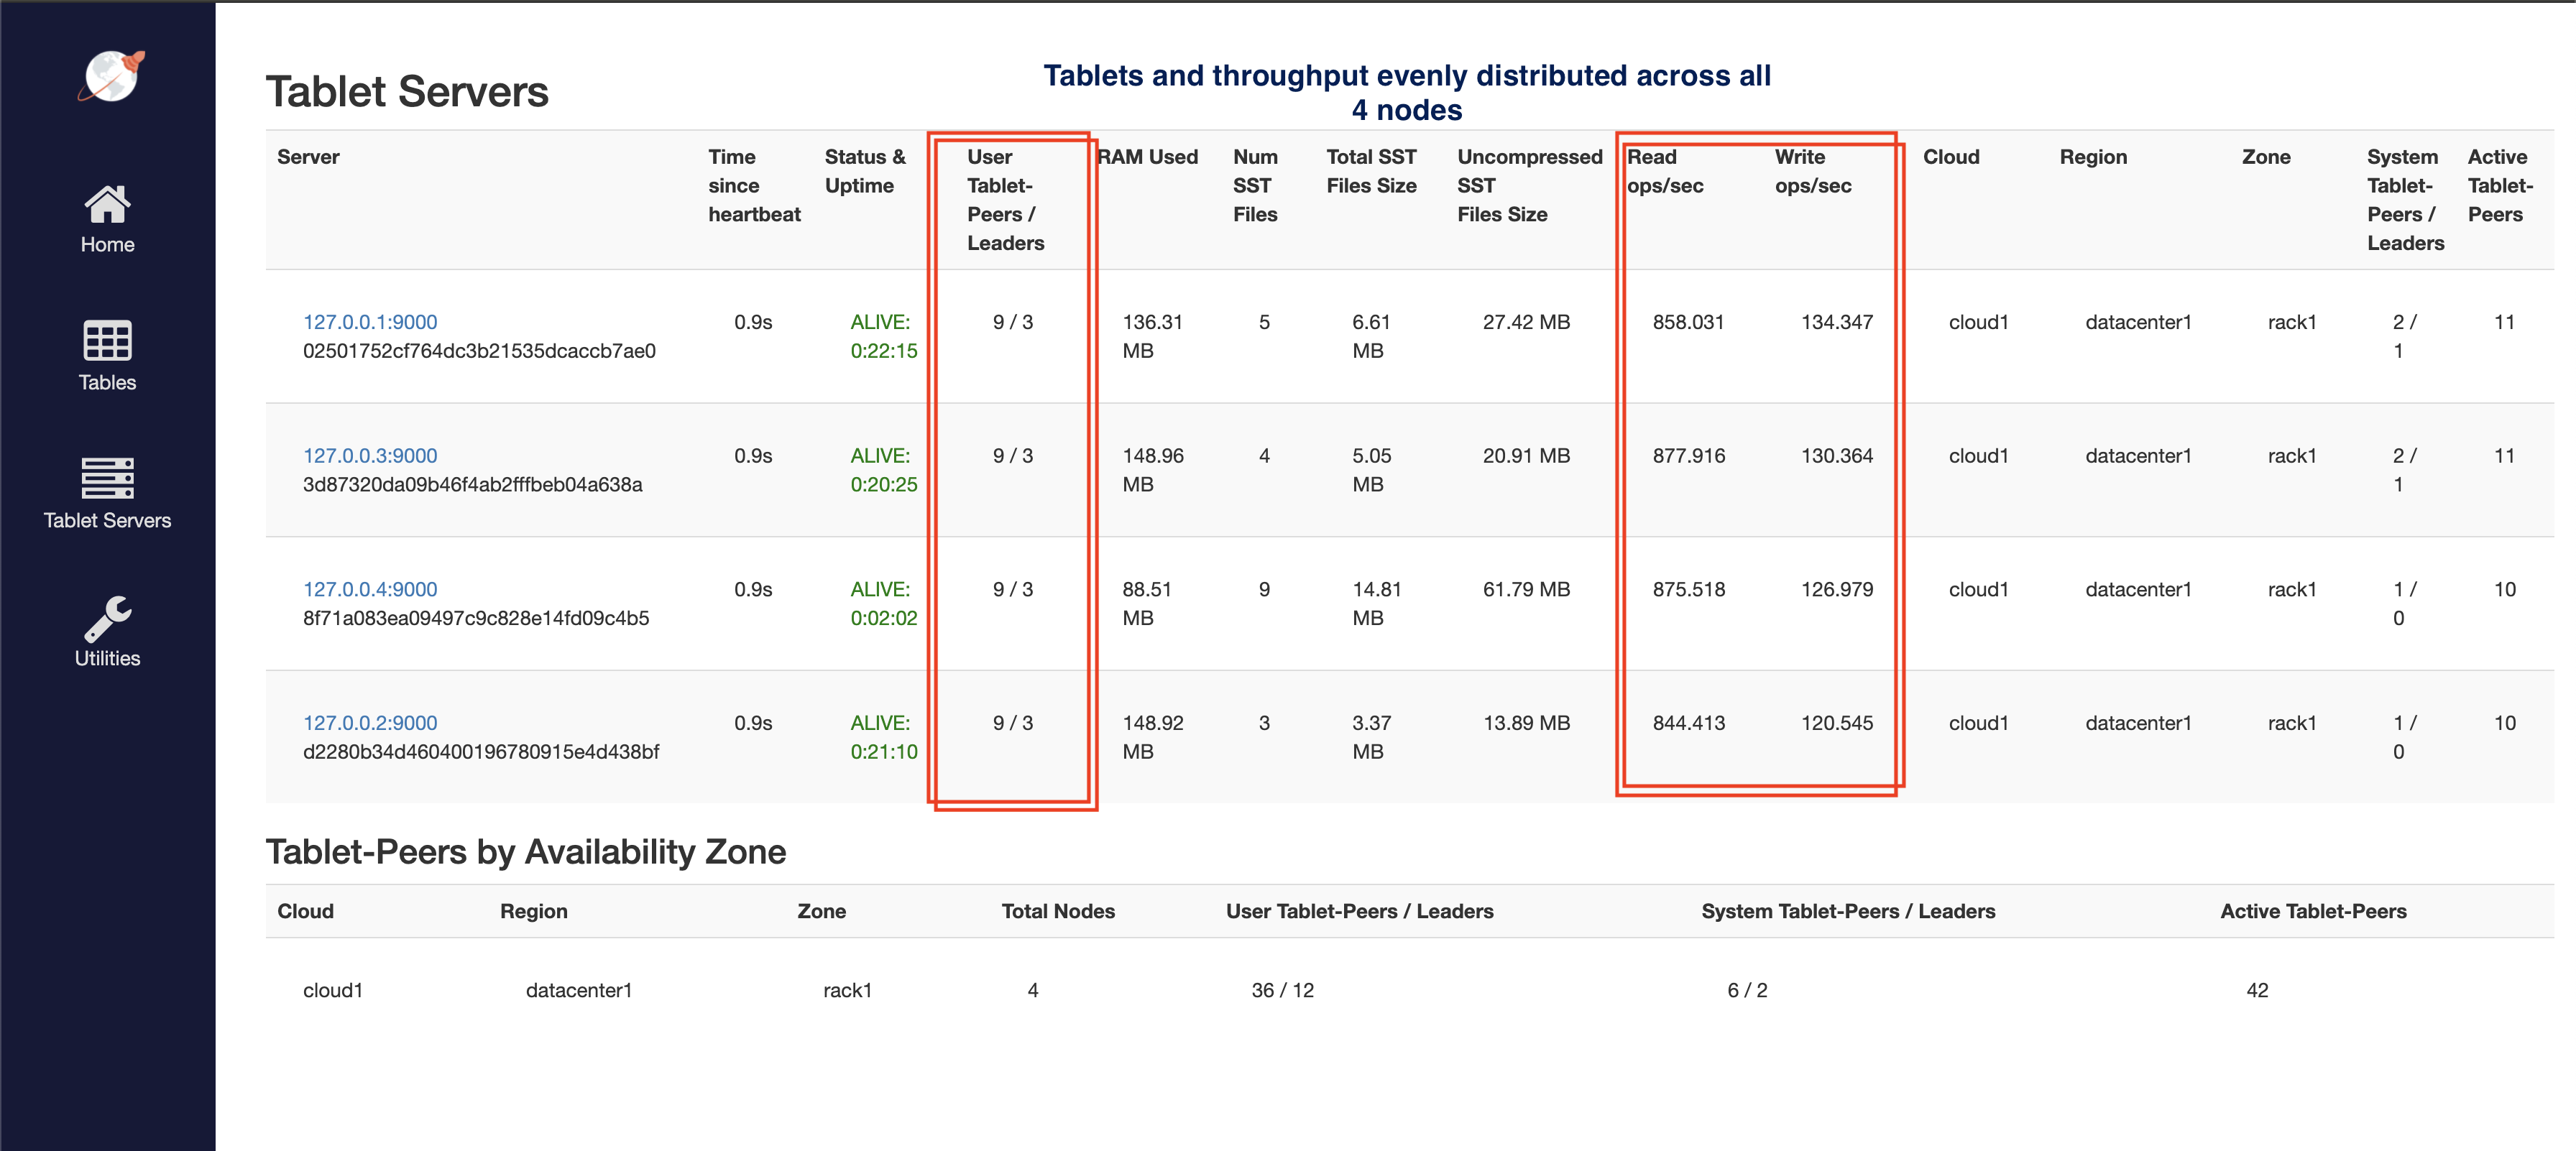 Home
Tables
Tablet Servers
Utilities
Tablet Servers
Tablets and throughput evenly distributed across all
4 nodes
Server Time since heartbeat Status & Uptime User Tablet-Peers / Leaders RAM Used Num SST Files Total SST Files Size Uncompressed SST Files Size Read ops/sec Write ops/sec Cloud Region Zone System Tablet-Peers / Leaders Active Tablet-Peers
127.0.0.1:9000 0.9s ALIVE: 9 / 3 136.31 5 6.61 27.42 MB 858.031 134.347 cloud1 datacenter1 rack1 2 / 11
02501752cf764dc3b21535dcaccb7ae0 0:22:15 MB MB 1
127.0.0.3:9000 0.9s ALIVE: 9 / 3 148.96 4 5.05 20.91 MB 877.916 130.364 cloud1 datacenter1 rack1 2 / 11
3d87320da09b46f4ab2fffbeb04a638a 0:20:25 MB MB 1
127.0.0.4:9000 0.9s ALIVE: 9 / 3 88.51 9 14.81 61.79 MB 875.518 126.979 cloud1 datacenter1 rack1 1 / 10
8f71a083ea09497c9c828e14fd09c4b5 0:02:02 MB MB 0
127.0.0.2:9000 0.9s ALIVE: 9 / 3 148.92 3 3.37 13.89 MB 844.413 120.545 cloud1 datacenter1 rack1 1 / 10
d2280b34d460400196780915e4d438bf 0:21:10 MB MB 0
Tablet-Peers by Availability Zone
Cloud Region Zone Total Nodes User Tablet-Peers / Leaders System Tablet-Peers / Leaders Active Tablet-Peers
cloud1 datacenter1 rack1 4 36 / 12 6 / 2 42